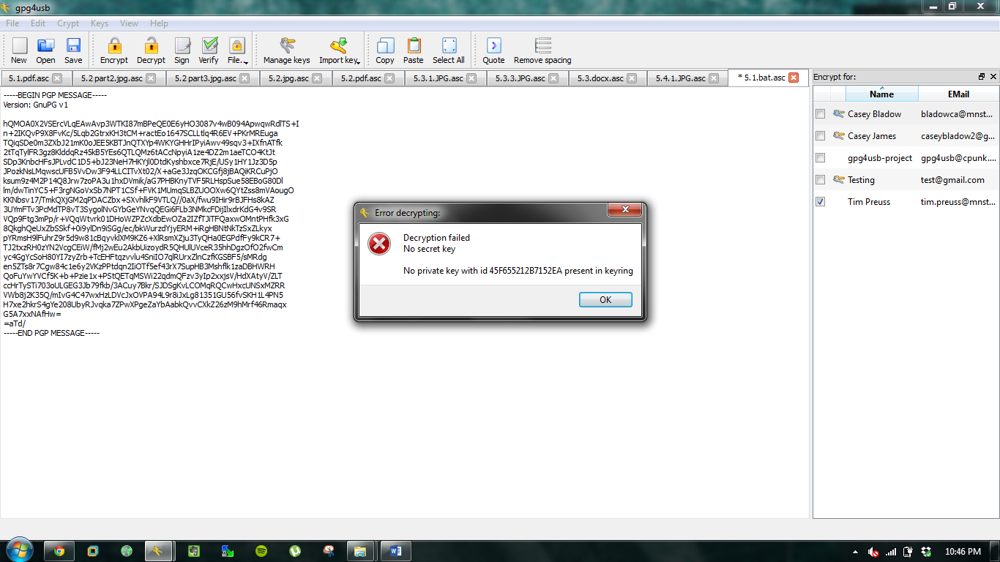 gpg4usb
File Edit Crypt Keys View Help
New Open Save Encrypt Decrypt Sign Verify File... Manage keys Import key Copy Paste Select All Quote Remove spacing
5.1.pdf.asc 5.2 part2.jpg.asc 5.2 part3.jpg.asc 5.2.jpg.asc 5.2.pdf.asc 5.3.1.JPG.asc 5.3.3.JPG.asc 5.3.docx.asc 5.4.1.JPG.asc * 5.1.bat.asc
-----BEGIN PGP MESSAGE-----
Version: GnuPG v1
hQMOA0X2VSErcVLqEAwAvp3WTKI87mBPeQE0E6yHO3087v4wB094ApwqwRdlTS+I
n+2IKQvP9X8FvKc/5Lqb2GtrxKH3tCM+ractEo1647SCLLtlq4R6EV+PKrMREuga
TQiqSDe0m3ZXbJ21mK0oJEE5KBTJnQTXYp4WKYGHHrIPyiAwv49sqv3+IXfnATfk
2tTqTylFR3gz8KlddqRz45kB5YEs6QTLQMz6tACcNpyiA1ze4DZ2m1aeTCO4KtJt
SDp3KnbcHFsJPLvdC1D5+bJ23NeH7HKYjl0DtdKyshbxce7RjE/USy1HY1Jz3D5p
JPozkNsLMqwscUFB5VvDw3F94LLCITvXt02/X+aGe3JzqOKCGfj8jBAQiKRCuPjO
ksum9z4M2P14Q8Jrw7zoPA3u1hxDVmik/aG7PHBKnyTVF5RLHspSue58EBoG80Dl
lm/dwTinYC5+F3rgNGoVxSb7NPT1CSf+FVK1MUmqSLBZUOOXw6QYtZss8mVAougO
KKNbsv17/TmkQXjGM2qPDACZbx+SXvhlkF9VTLQ//0aX/fwu9IHir9rBJFHs8kAZ
3UYmFTv3PcMdTP8vT3SygolNvGYbGeYNvqQEGi6FLb3NMkcFDijIlxdrKdG4v9SR
VQp9Ftg3mPp/r+VQqWtvrk01DHoWZPZcXdbEwOZa2IZfTJiTFQaxwOMntPHfk3xG
8QkghQeUxZbSSkf+0i9ylDn9iSGg/ec/bkWurzdYjyERM+iRgHBNtNkTzSxZLkyx
pYRmsH9lFuhrZ9r5d9w81cBqyvklXM9KZ6+XlRsmXZju3TyQHa0EGPdfFy9kCR7+
TJ2txzRH0zYN2VcgCEiW/fMj2wEu2AkbUizoydR5QHUlUVceR35hhDgzOfO2fwCm
yc4GgYcSoH80YI7zyZrb+TcEHFtqzvvlu4SniIO7qlRUrxZlnCzfKGSBF5/sMRdg
en5ZTs8r7Cgw84c1e6y2VKzPPtdqn2IiOTf5ef43rX7SupHB3Mshflk1zaDBHWRH
QoFuYwYVCf5K+b+Pzie1x+PStQETqMSWi22qdmQFzv3yIp2xxjsV/HdXAtyV/ZLT
ccHrTySTi703oULGEG3Jb79fkb/3ACuy7Bkr/SJDSgKvLCOMqRQCwHxcUNSxMZRR
VWb8j2K35Q/mIvG4C47wxHzLDVcJxOVPA94L9r8iJxLg81351GU56fvSKH1L4PN5
H7xe2hkrS4gYe208UbyRJvqka7ZPwXPgeZaYbAabkQvvCXkZ26zM9hMrf46Rmaqx
G5A7xxNAfHw=
=aTd/
-----END PGP MESSAGE-----
Error decrypting:
Decryption failed
No secret key
No private key with id 45F655212B7152EA present in keyring
OK
Encrypt for:
Name EMail
Casey Bladow bladowca@mnst...
Casey James caseybladow2@g...
gpg4usb-project gpg4usb@cpunk....
Testing test@gmail.com
Tim Preuss tim.preuss@mnst...
10:46 PM